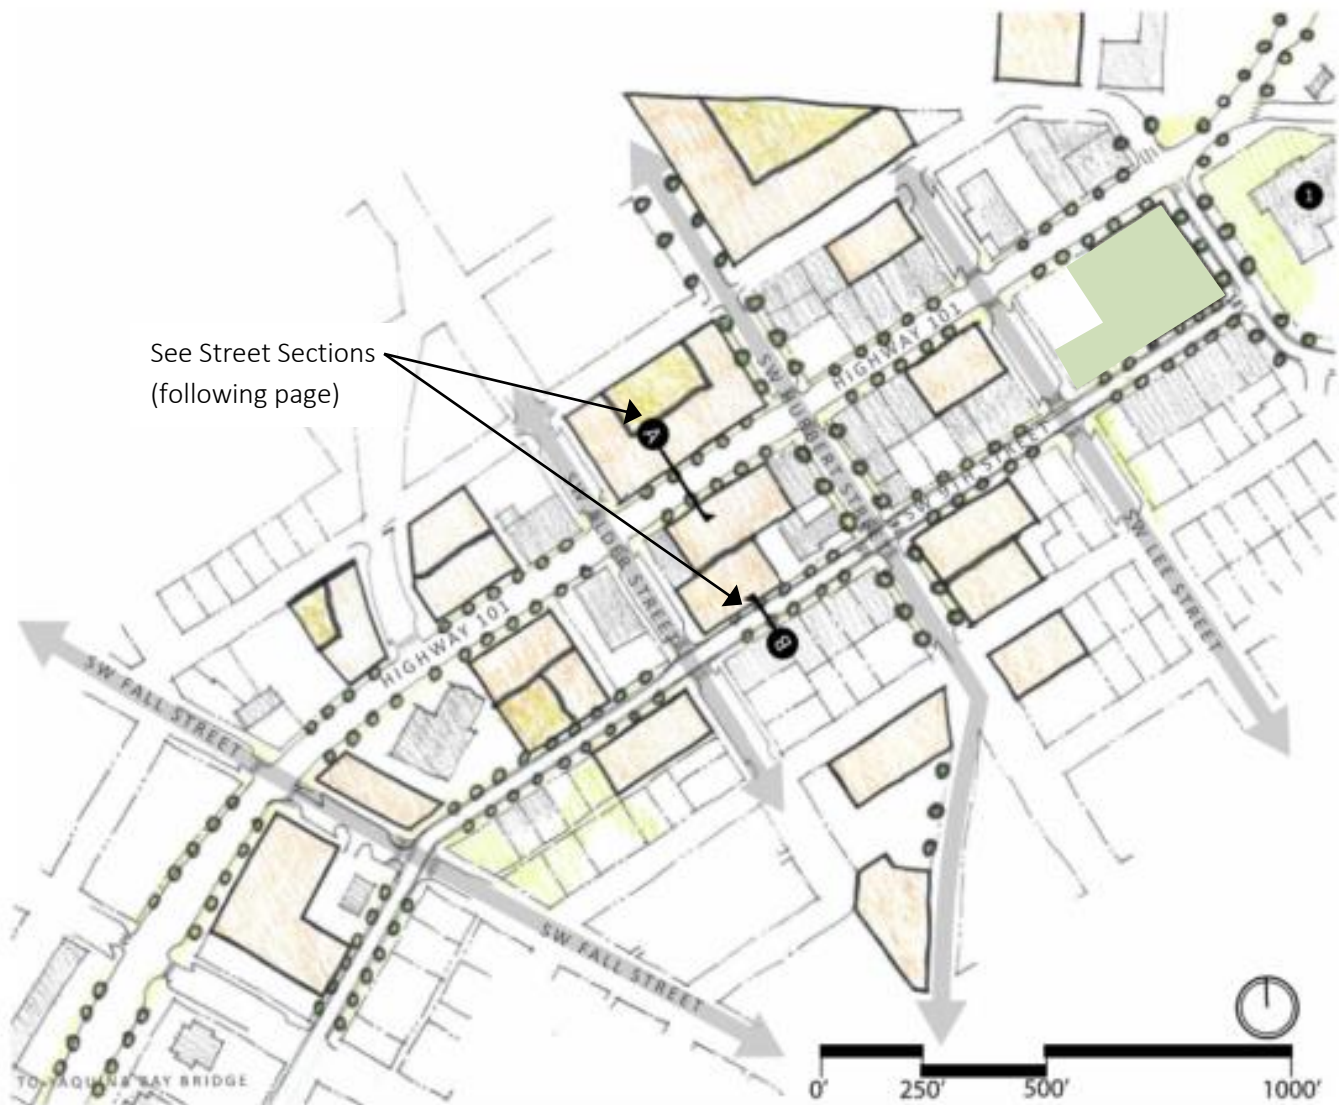 1
HIGHWAY 101
See Street Sections
(following page)
A
SW HUBBERT STREET
SW 9TH STREET
SW ALDER STREET
SW LEE STREET
B
HIGHWAY 101
SW FALL STREET
SW FALL STREET
TO YAQUINA BAY BRIDGE
0' 250' 500' 1000'